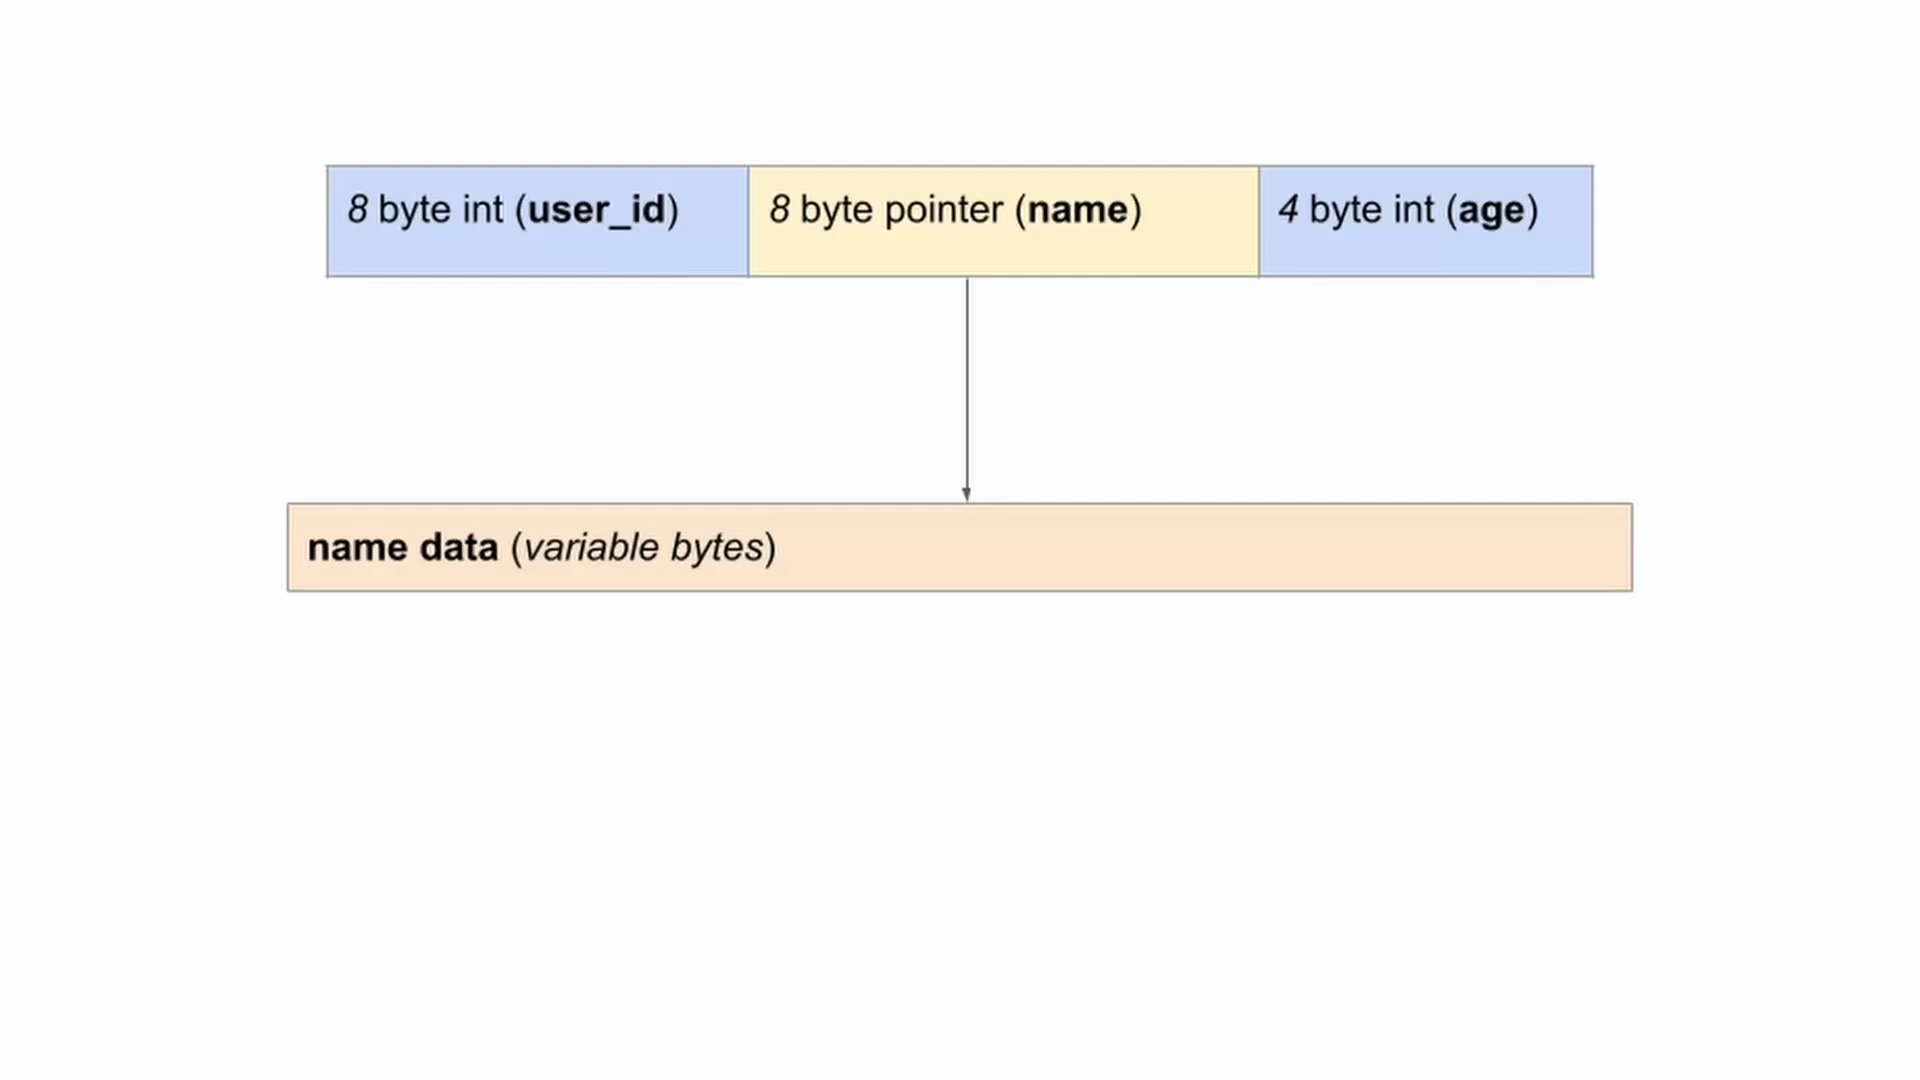 8 byte int (user_id)
8 byte pointer (name)
4 byte int (age)
name data (variable bytes)